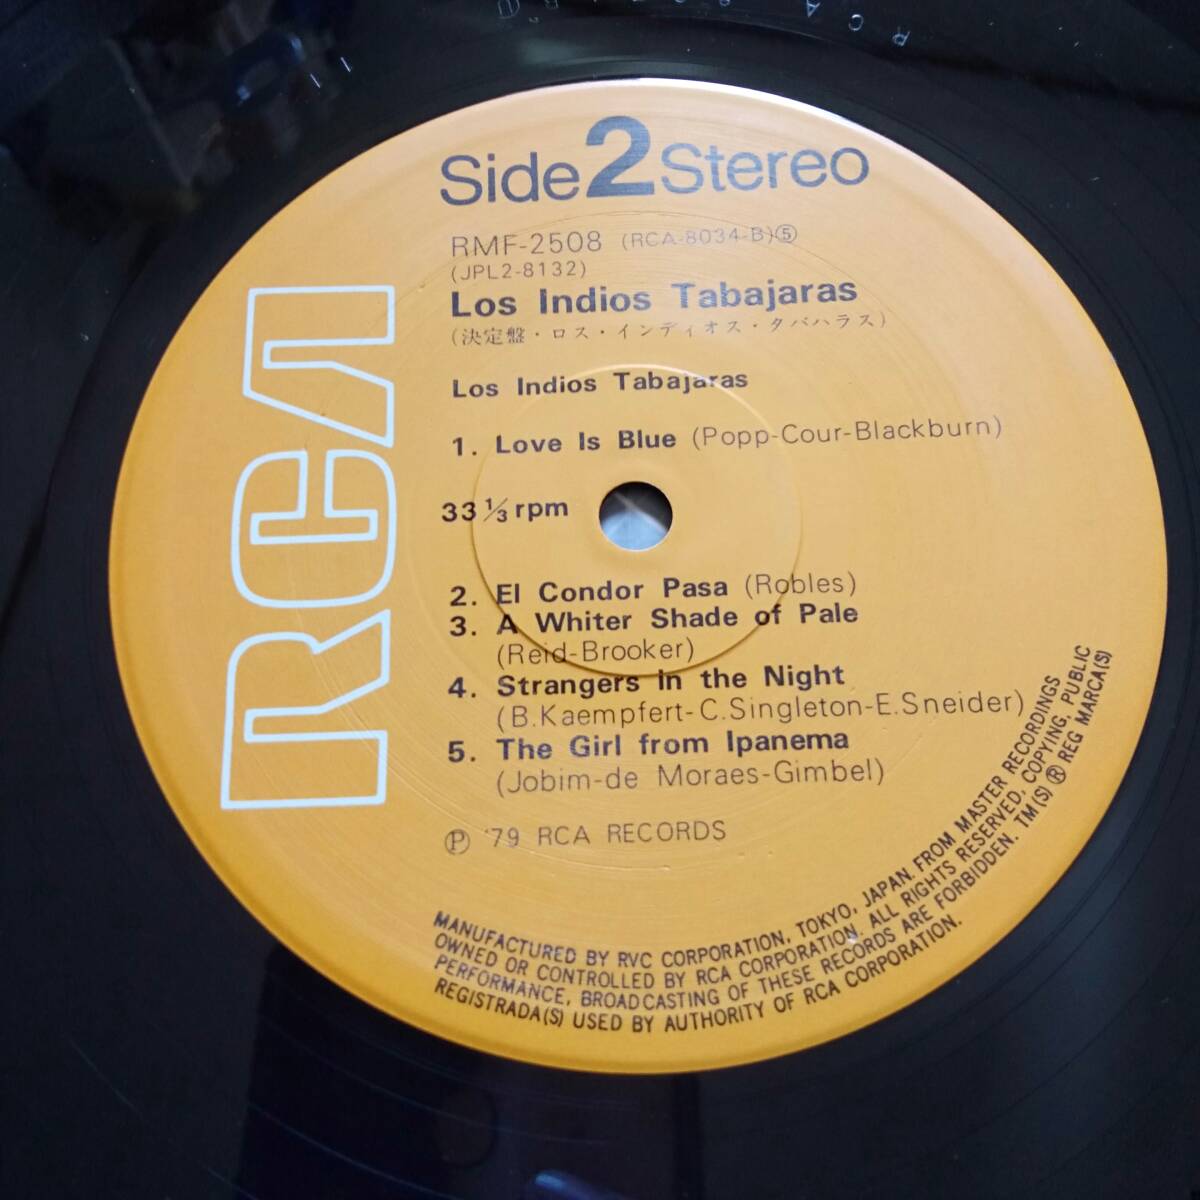 Side 2 Stereo
RMF-2508 (RCA-8034-B)⑤
(JPL2-8132)
Los Indios Tabajaras
(決定盤・ロス・インディオス・タバハラス)
Los Indios Tabajaras
1. Love Is Blue (Popp-Cour-Blackburn)
33 1/3 rpm
2. El Condor Pasa (Robles)
3. A Whiter Shade of Pale
(Reid-Brooker)
4. Strangers in the Night
(B.Kaempfert-C.Singleton-E.Sneider)
5. The Girl from Ipanema
(Jobim-de Moraes-Gimbel)
Ⓟ '79 RCA RECORDS
RCA
MANUFACTURED BY RVC CORPORATION, TOKYO, JAPAN. FROM MASTER RECORDINGS
OWNED OR CONTROLLED BY RCA CORPORATION. ALL RIGHTS RESERVED, COPYING, PUBLIC
PERFORMANCE, BROADCASTING OF THESE RECORDS ARE FORBIDDEN. TM(S) ® REG MARCA(S)
REGISTRADA(S) USED BY AUTHORITY OF RCA CORPORATION.